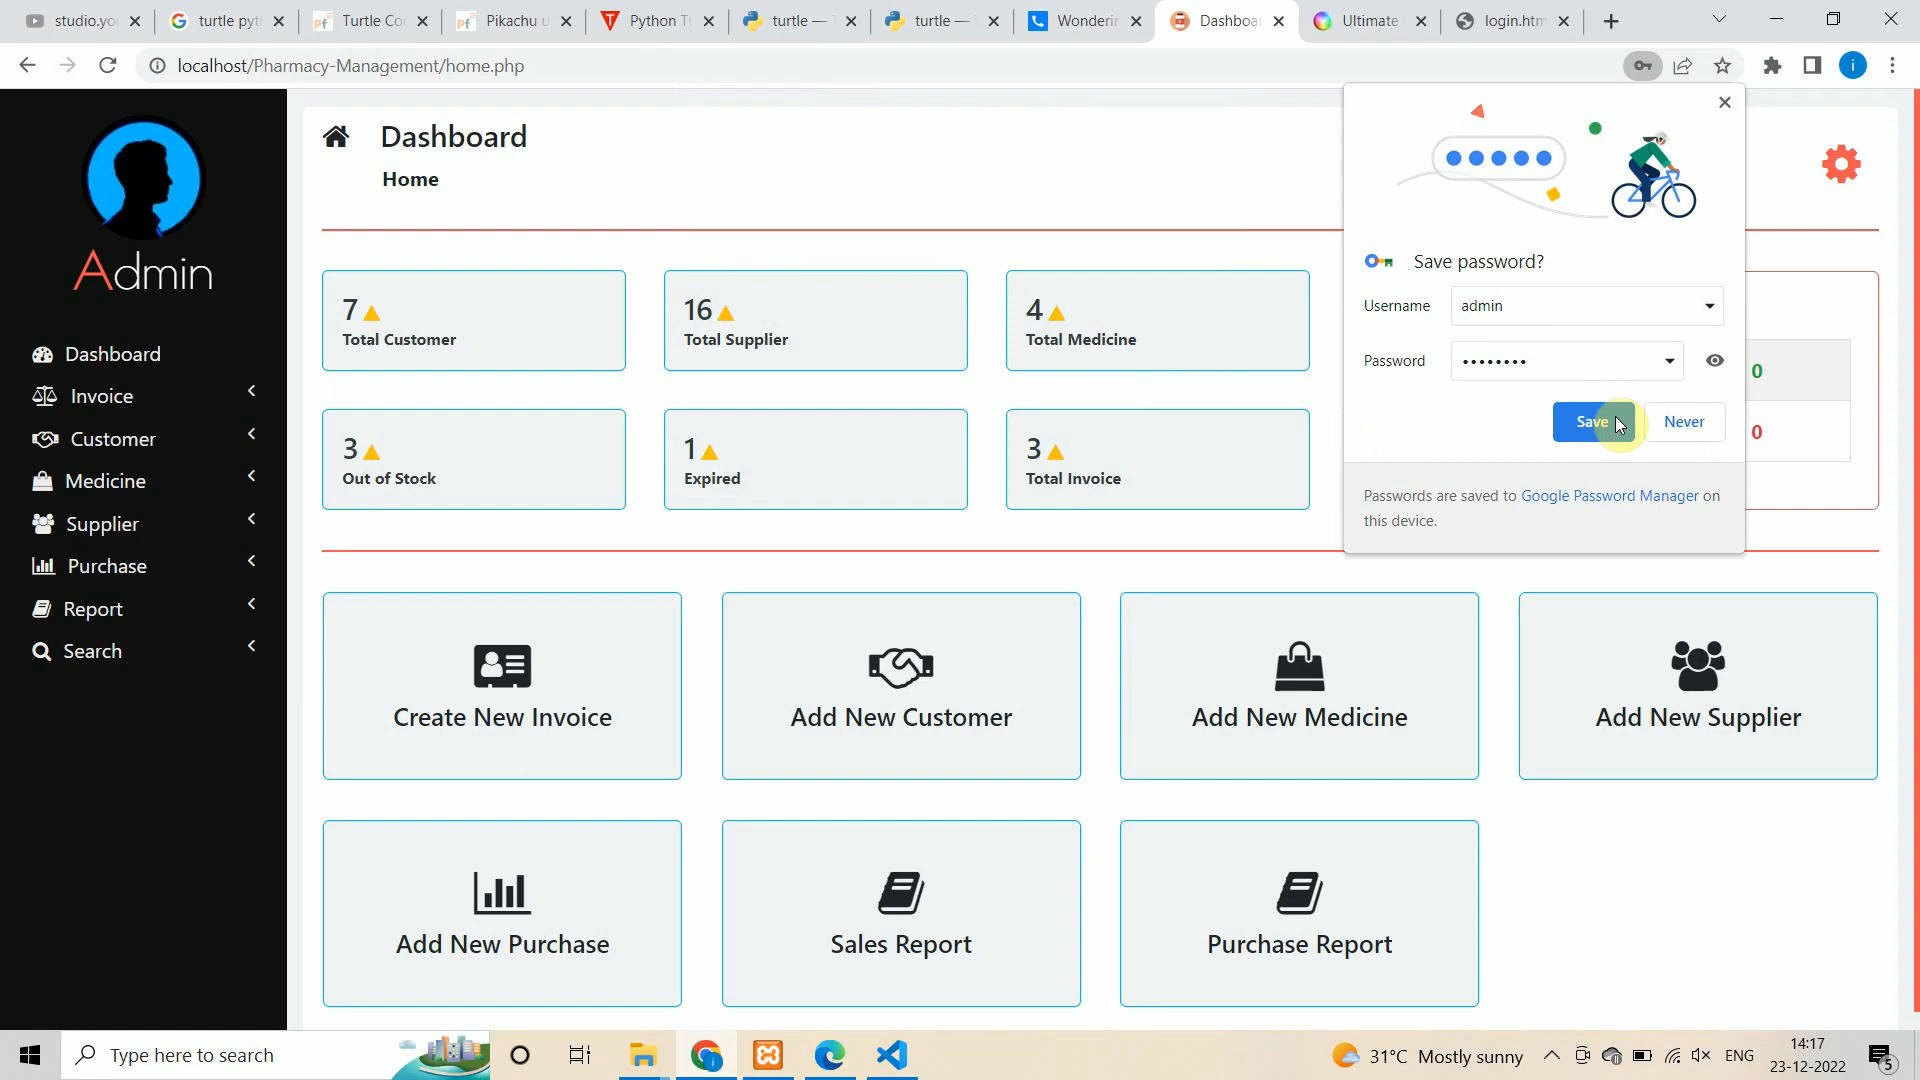 studio.yo
turtle pyt
Turtle Co
Pikachu u
Python T
turtle —
turtle —
Wonderin
Dashboa
Ultimate
login.htm
localhost/Pharmacy-Management/home.php
i
Admin
Dashboard
Invoice
Customer
Medicine
Supplier
Purchase
Report
Search
Dashboard
Home
7
Total Customer
16
Total Supplier
4
Total Medicine
3
Out of Stock
1
Expired
3
Total Invoice
0
0
Save password?
Username
admin
Password
••••••••
Save
Never
Passwords are saved to Google Password Manager on
this device.
Create New Invoice
Add New Customer
Add New Medicine
Add New Supplier
Add New Purchase
Sales Report
Purchase Report
Type here to search
31°C Mostly sunny
ENG
14:17
23-12-2022
5